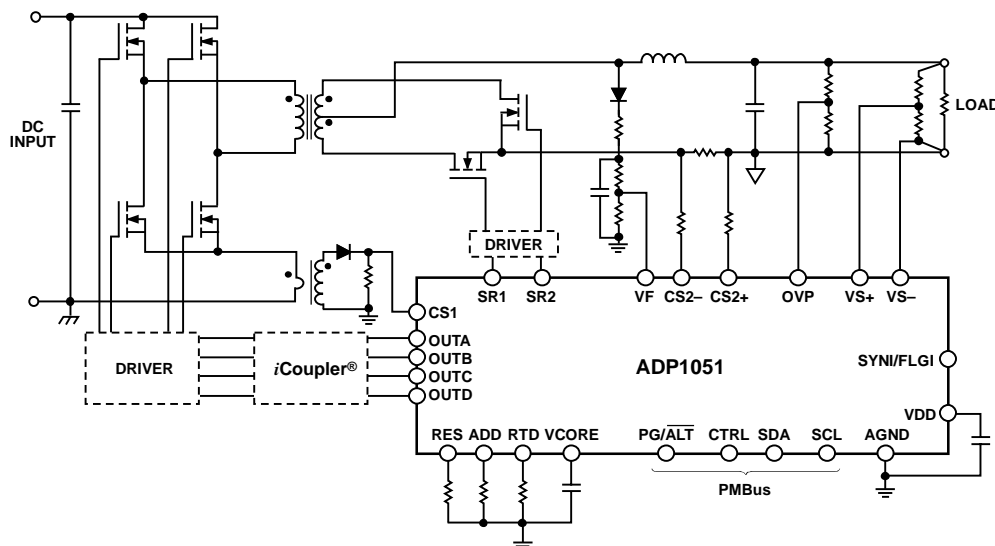 DC
INPUT
LOAD
DRIVER
SR1 SR2 VF CS2– CS2+ OVP VS+ VS–
CS1
OUTA
OUTB
OUTC
OUTD
DRIVER
iCoupler®
ADP1051
SYNI/FLGI
VDD
RES ADD RTD VCORE PG/ALT CTRL SDA SCL AGND
PMBus